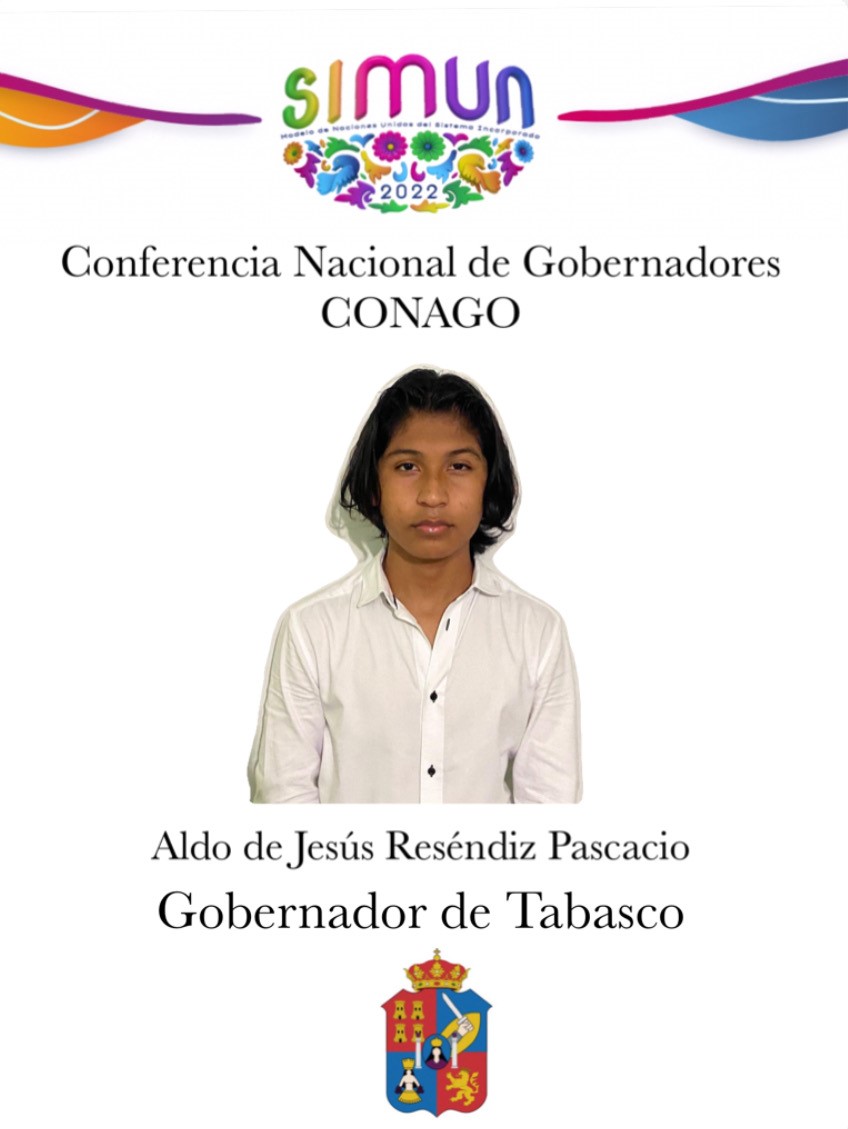 SIMUN
Modelo de Naciones Unidas del Sistema Incorporado
2022
Conferencia Nacional de Gobernadores
CONAGO
Aldo de Jesús Reséndiz Pascacio
Gobernador de Tabasco